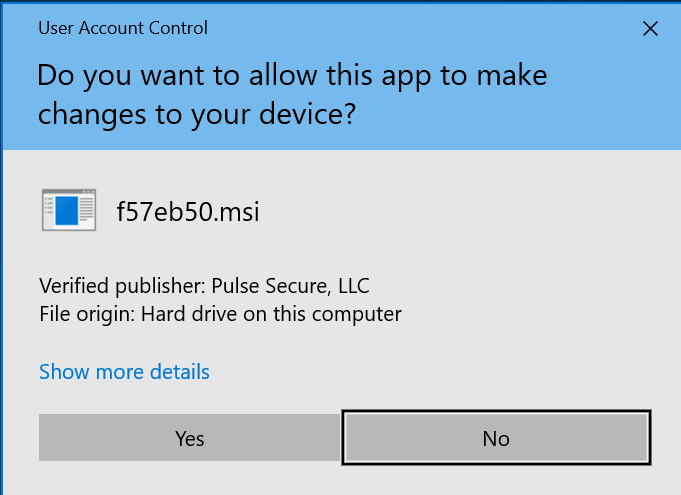 User Account Control
Do you want to allow this app to make
changes to your device?
f57eb50.msi
Verified publisher: Pulse Secure, LLC
File origin: Hard drive on this computer
Show more details
Yes
No